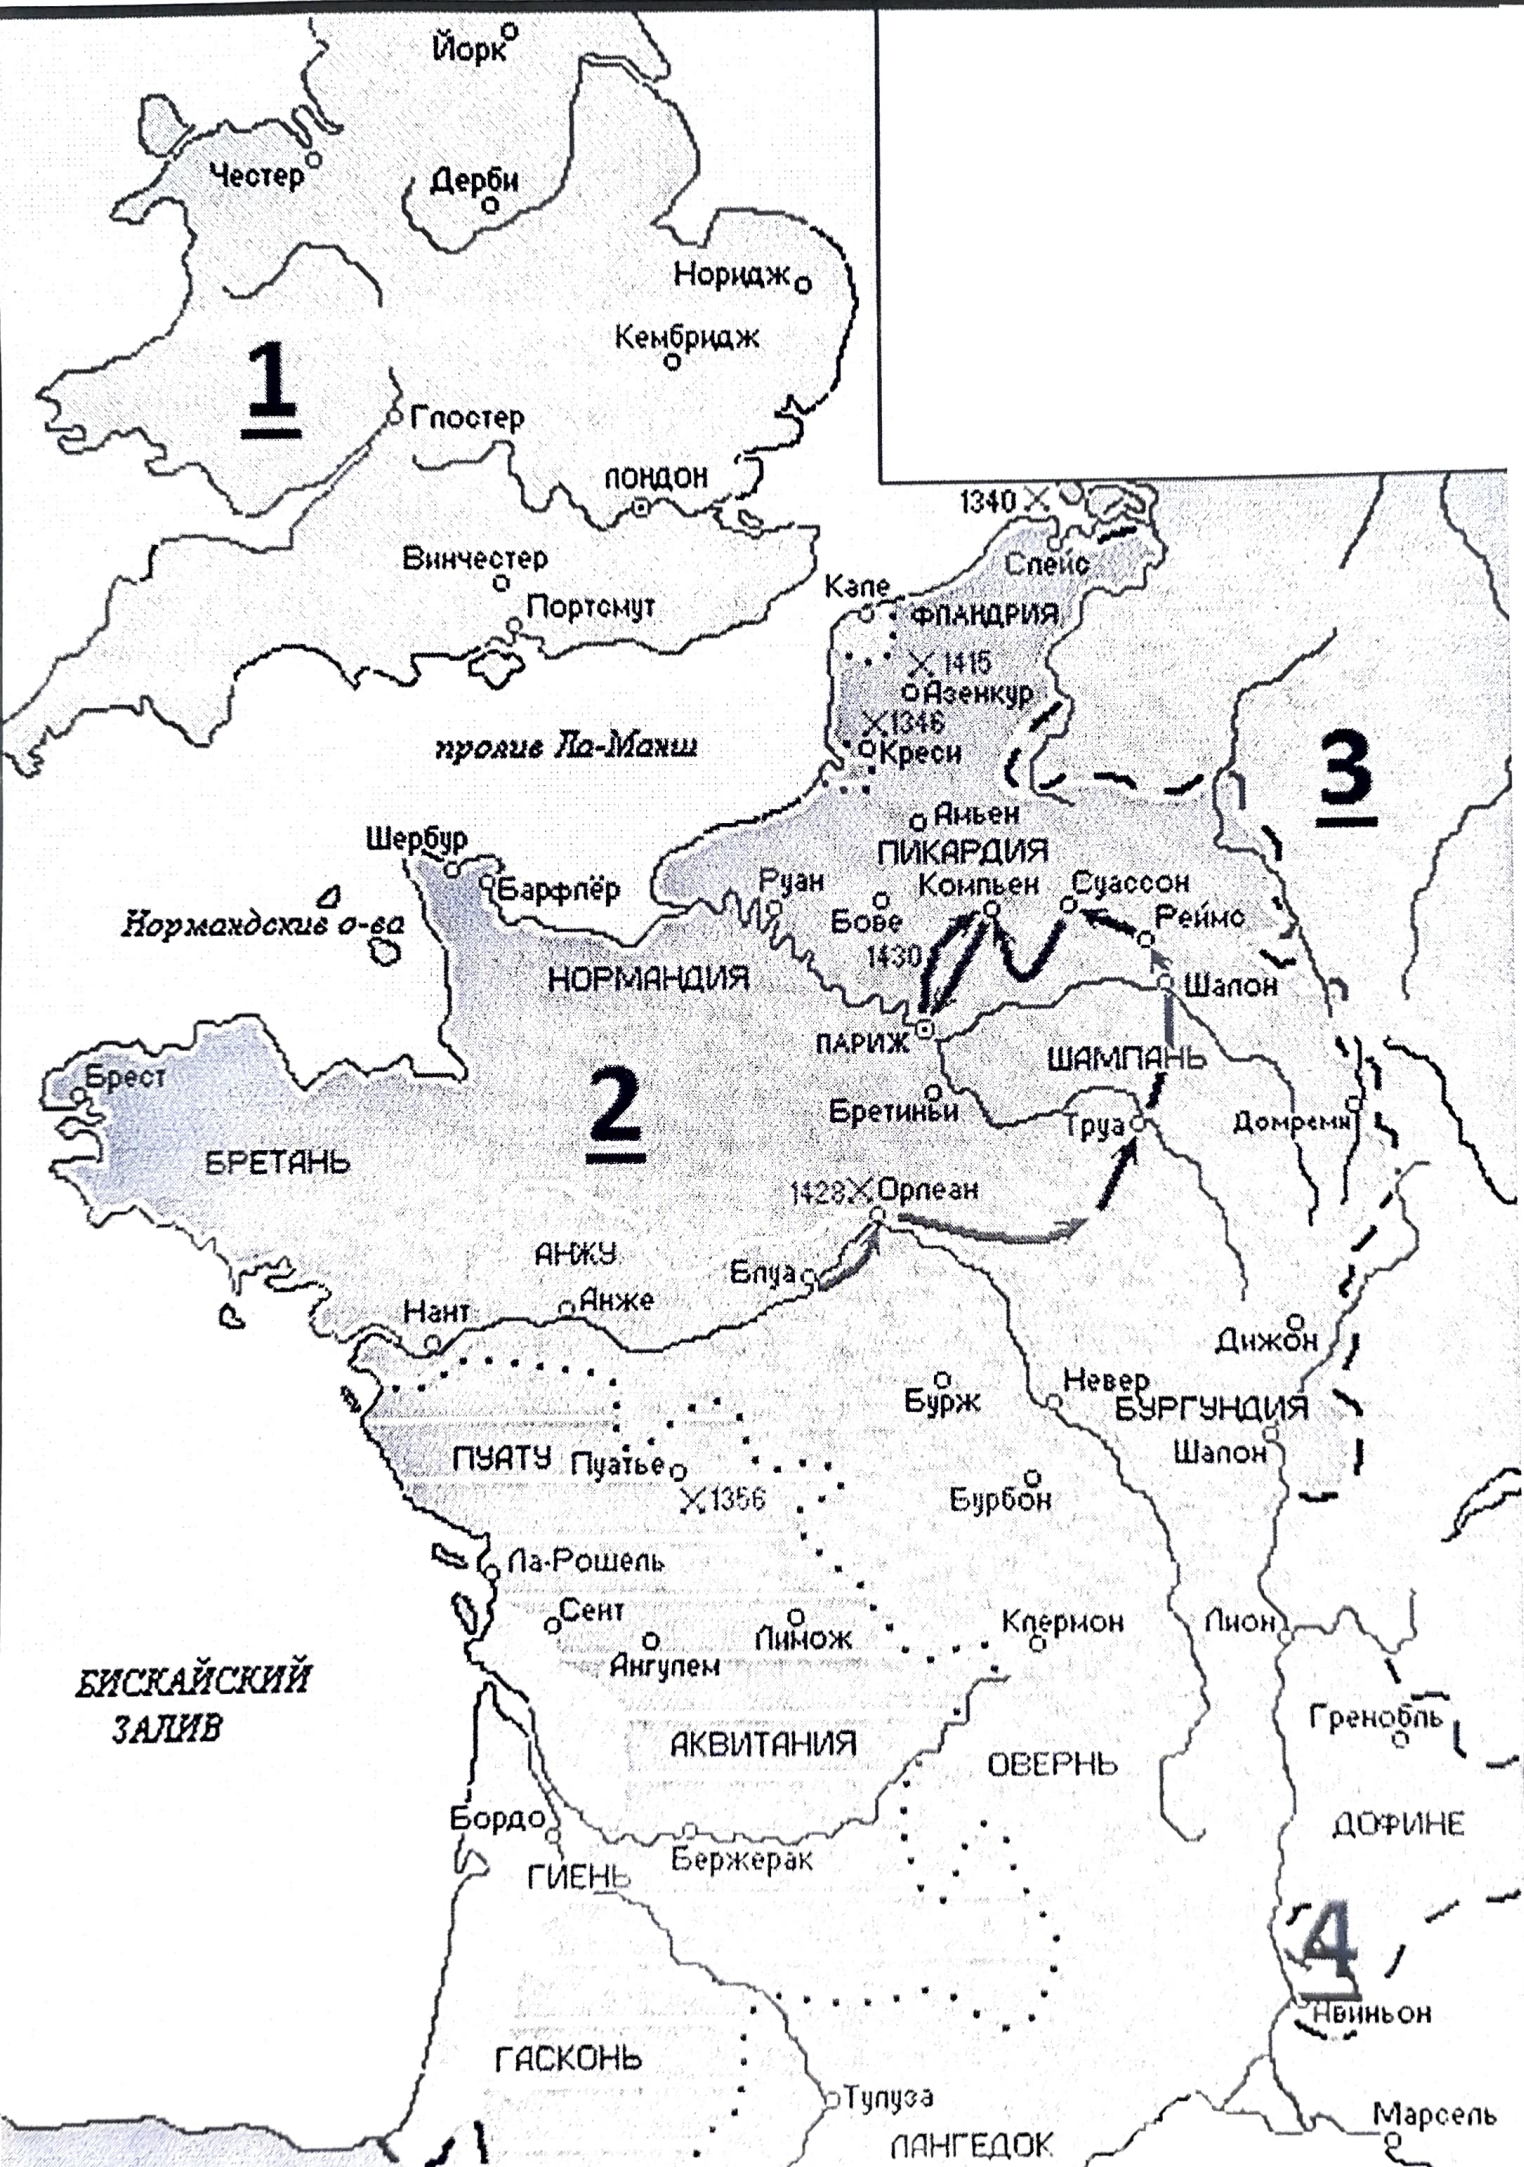 Йорк
Честер
Дерби
Норидж
Кембридж
1
Глостер
ЛОНДОН
1340
Слейс
Винчестер
Портсмут
Кале
ФЛАНДРИЯ
1415
Азенкур
1346
Креси
пролив Ла-Манш
3
Амьен
ПИКАРДИЯ
Шербур
Барфлёр
Руан
Бове
Компьен
Суассон
Реймс
Нормандские о-ва
1430
НОРМАНДИЯ
Шалон
ПАРИЖ
ШАМПАНЬ
Брест
2
Бретиньи
Труа
Домреми
БРЕТАНЬ
1428
Орлеан
АНЖУ
Блуа
Анже
Нант
Дижон
Бурж
Невер
БУРГУНДИЯ
Шалон
ПУАТУ
Пуатье
1356
Бурбон
Ла-Рошель
Сент
Ангулем
Лимож
Клермон
Лион
БИСКАЙСКИЙ
ЗАЛИВ
Гренобль
АКВИТАНИЯ
ОВЕРНЬ
ДОФИНЕ
Бордо
Бержерак
ГИЕНЬ
4
Авиньон
ГАСКОНЬ
Тулуза
Марсель
ЛАНГЕДОК